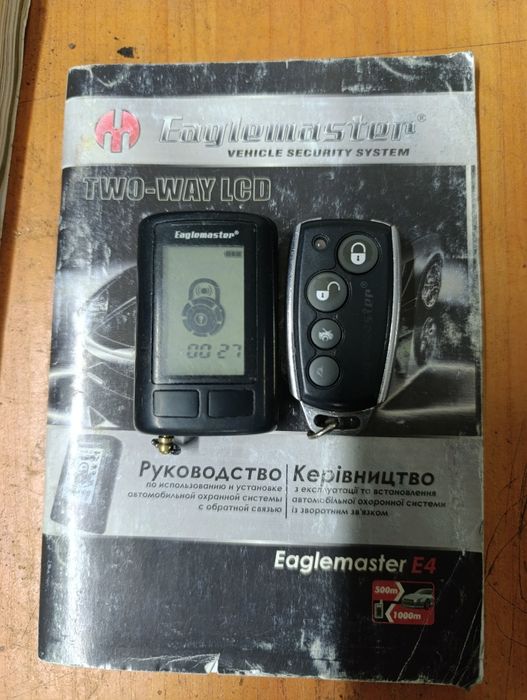 Eaglemaster®
VEHICLE SECURITY SYSTEM
TWO-WAY LCD
Eaglemaster®
00 27
Руководство
по использованию и установке
автомобильной охранной системы
с обратной связью
Керівництво
з експлуатації то встановлення
автомобільної охоронної системи
із зворотним зв'язком
Eaglemaster E4
500m
1000m